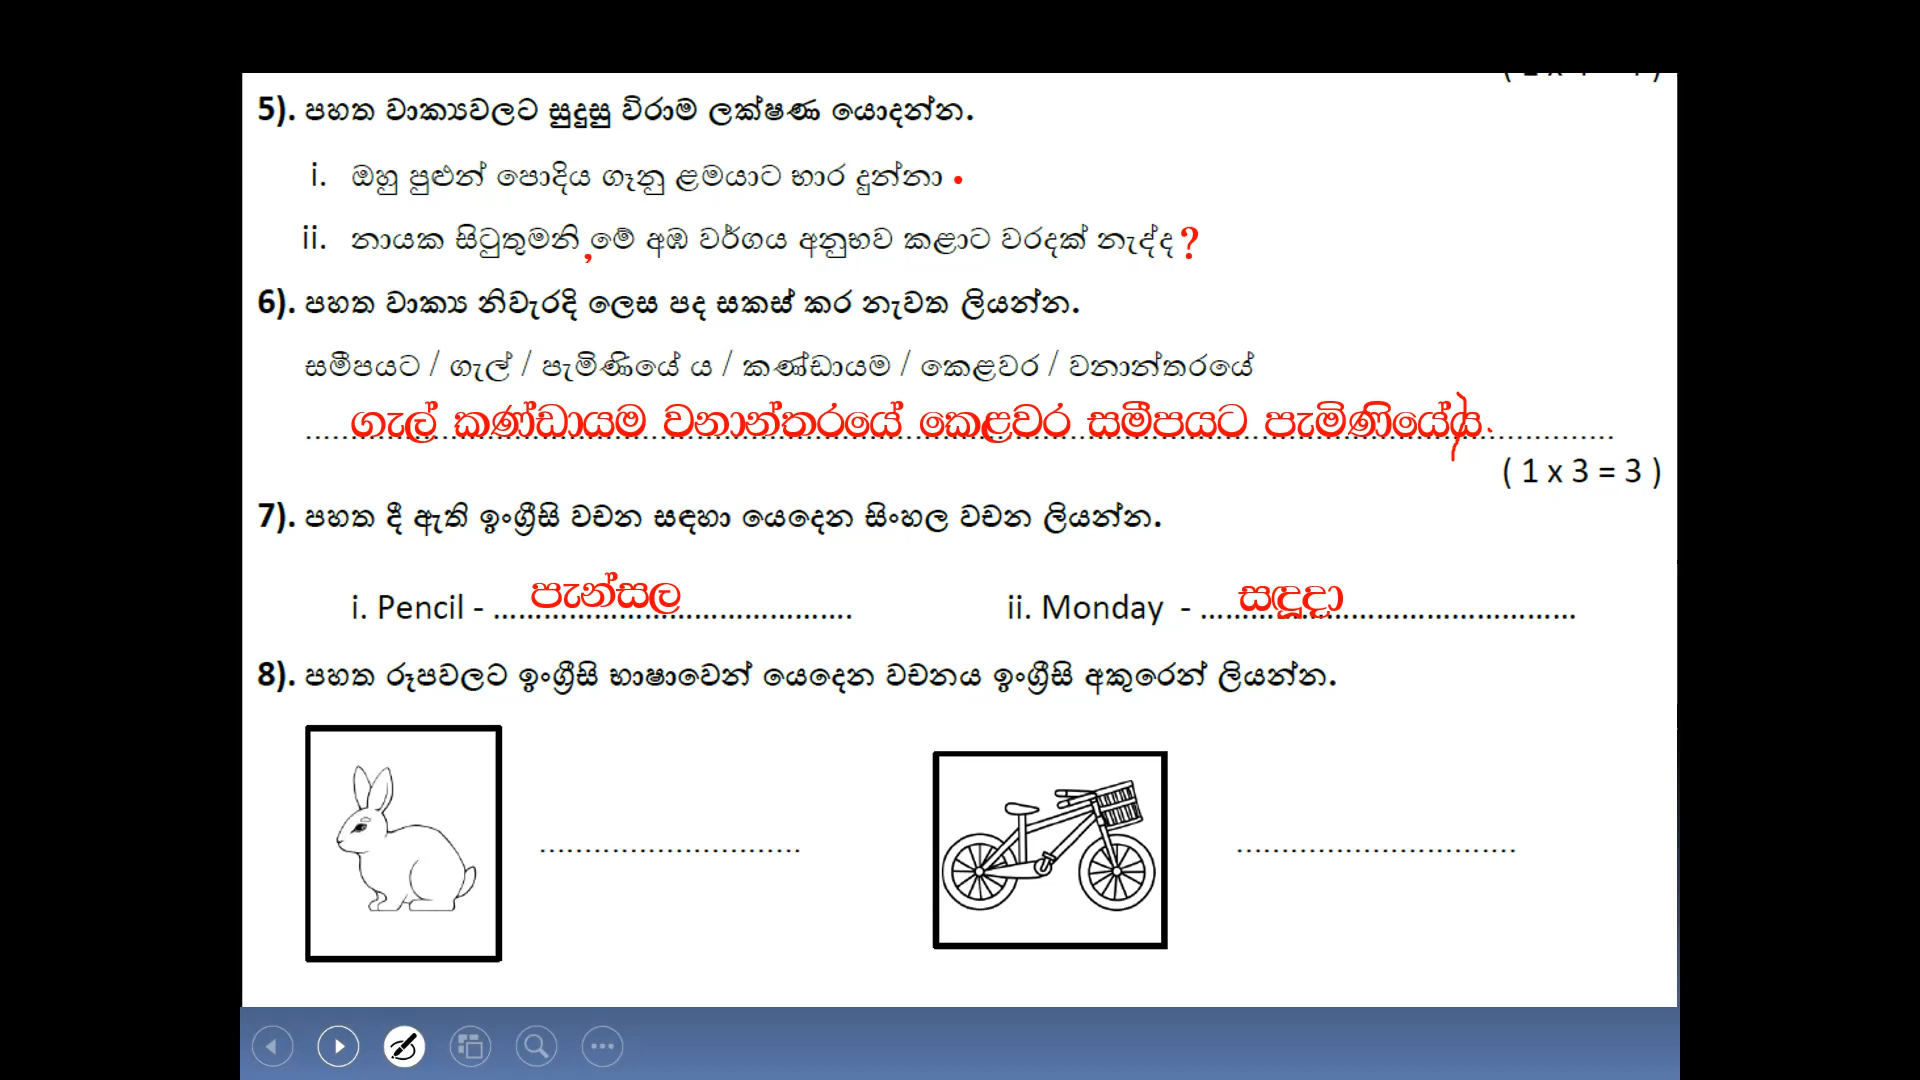 5). පහත වාක්‍යවලට සුදුසු විරාම ලක්ෂණ යොදන්න.
i. ඔහු පුළුන් පොදිය ගෑනු ළමයාට භාර දුන්නා .
ii. නායක සිටුතුමනි , මේ අඹ වර්ගය අනුභව කළාට වරදක් නැද්ද ?
6). පහත වාක්‍ය නිවැරදි ලෙස පද සකස් කර නැවත ලියන්න.
සමීපයට / ගැල් / පැමිණියේ ය / කණ්ඩායම / කෙළවර / වනාන්තරයේ
ගැල් කණ්ඩායම වනාන්තරයේ කෙළවර සමීපයට පැමිණියේය.
( 1 x 3 = 3 )
7). පහත දී ඇති ඉංග්‍රීසි වචන සඳහා යෙදෙන සිංහල වචන ලියන්න.
i. Pencil - පැන්සල ii. Monday - සඳූදා
8). පහත රූපවලට ඉංග්‍රීසි භාෂාවෙන් යෙදෙන වචනය ඉංග්‍රීසි අකුරෙන් ලියන්න.